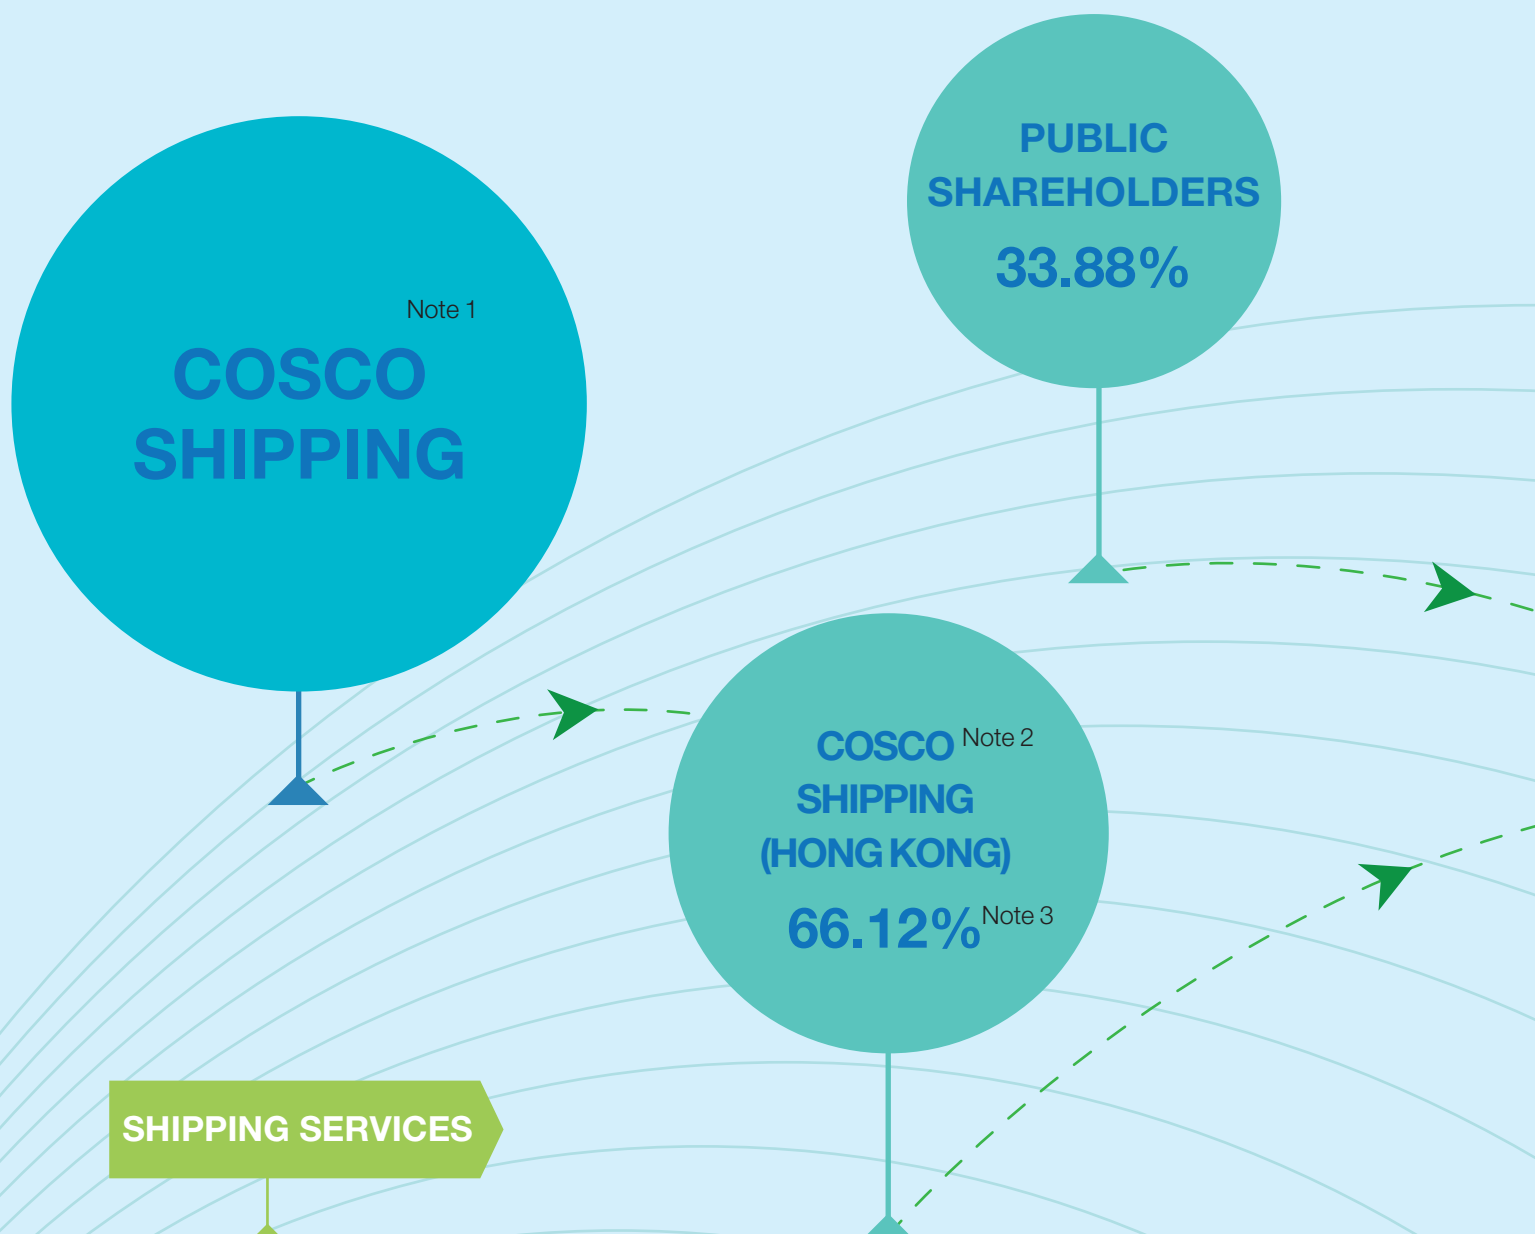 PUBLIC
SHAREHOLDERS
33.88%
Note 1
COSCO
SHIPPING
COSCO Note 2
SHIPPING
(HONG KONG)
66.12% Note 3
SHIPPING SERVICES